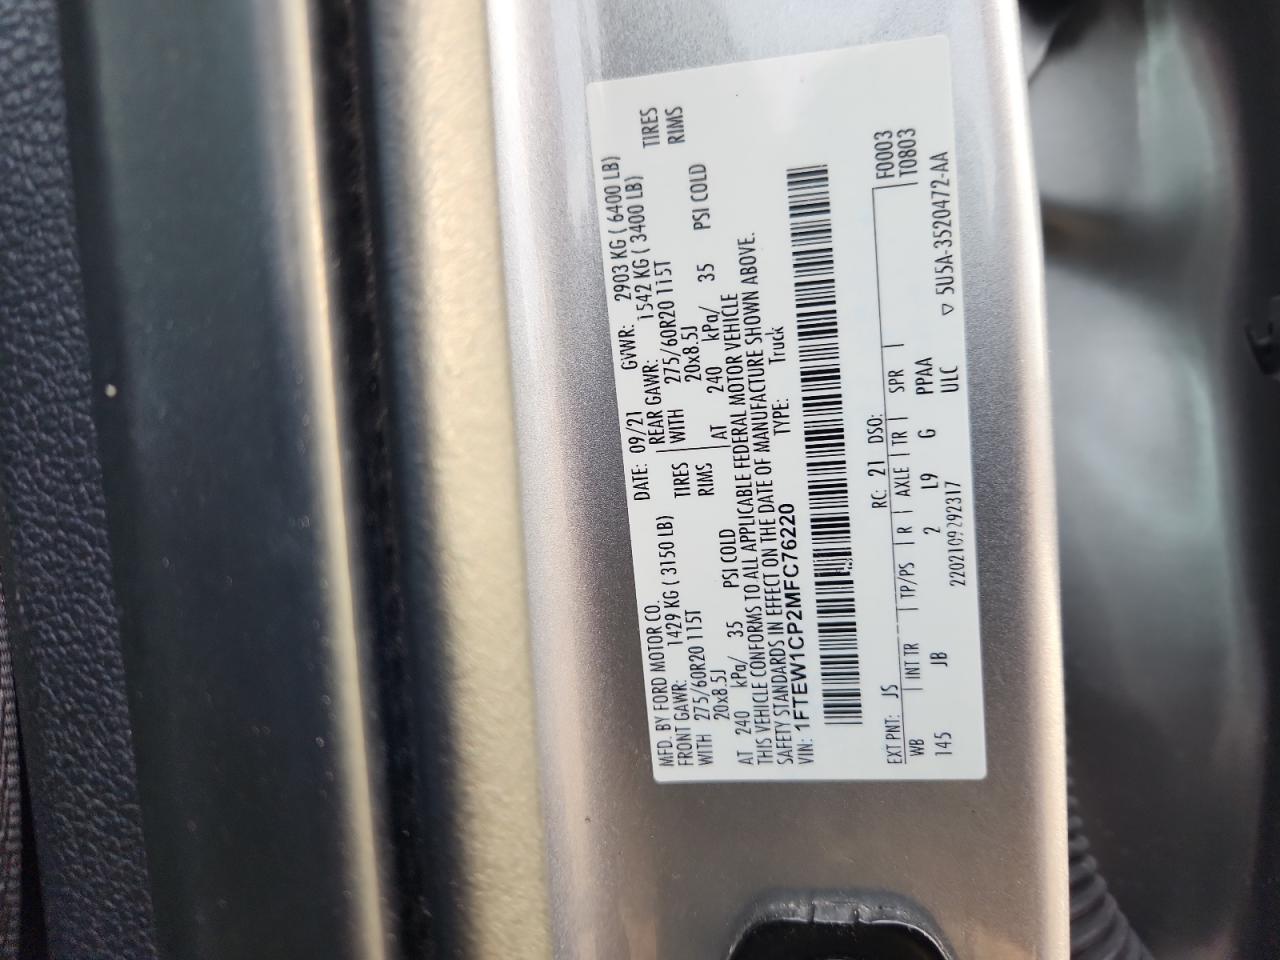 MFD. BY FORD MOTOR CO. DATE: 09/21 GVWR: 2903 KG ( 6400 LB)
FRONT GAWR: 1429 KG ( 3150 LB) REAR GAWR: 1542 KG ( 3400 LB)
WITH 275/60R20 115T TIRES WITH 275/60R20 115T TIRES
20x8.5J RIMS 20x8.5J RIMS
AT 240 kPa/ 35 PSI COLD AT 240 kPa/ 35 PSI COLD
THIS VEHICLE CONFORMS TO ALL APPLICABLE FEDERAL MOTOR VEHICLE
SAFETY STANDARDS IN EFFECT ON THE DATE OF MANUFACTURE SHOWN ABOVE.
VIN: 1FTEW1CP2MFC76220 TYPE: Truck
EXT PNT: JS RC: 21 DSO: F0003
WB INT TR TP/PS R AXLE TR SPR T0803
145 JB 2 L9 G PPAA
2202109292317 ULC ▽ 5U5A-3520472-AA